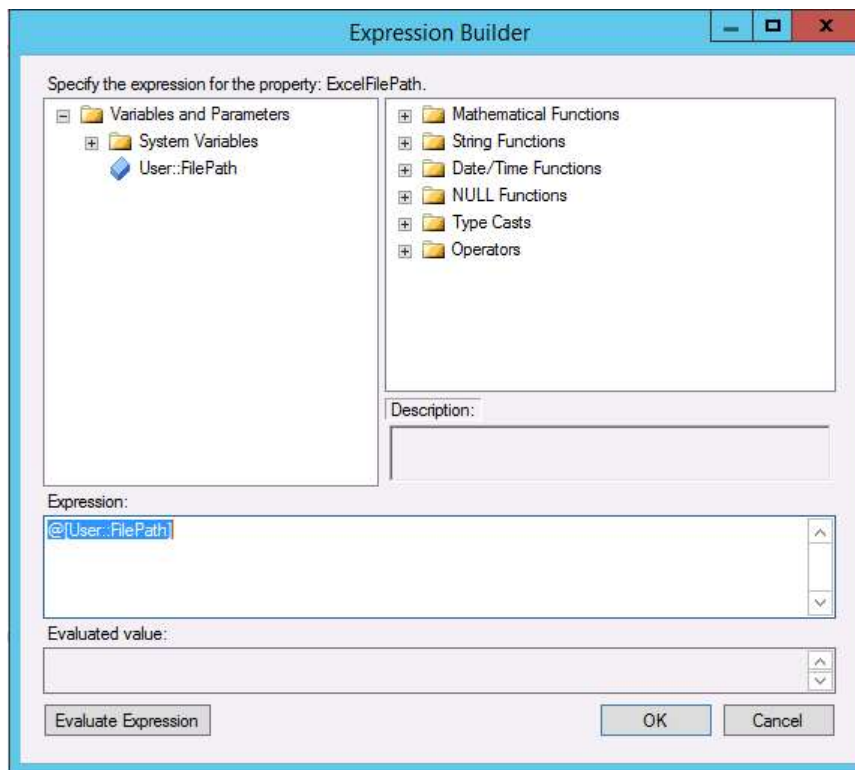 Expression Builder
Specify the expression for the property: ExcelFilePath.
Variables and Parameters
System Variables
User::FilePath
Mathematical Functions
String Functions
Date/Time Functions
NULL Functions
Type Casts
Operators
Description:
Expression:
@[User::FilePath]
Evaluated value:
Evaluate Expression
OK
Cancel